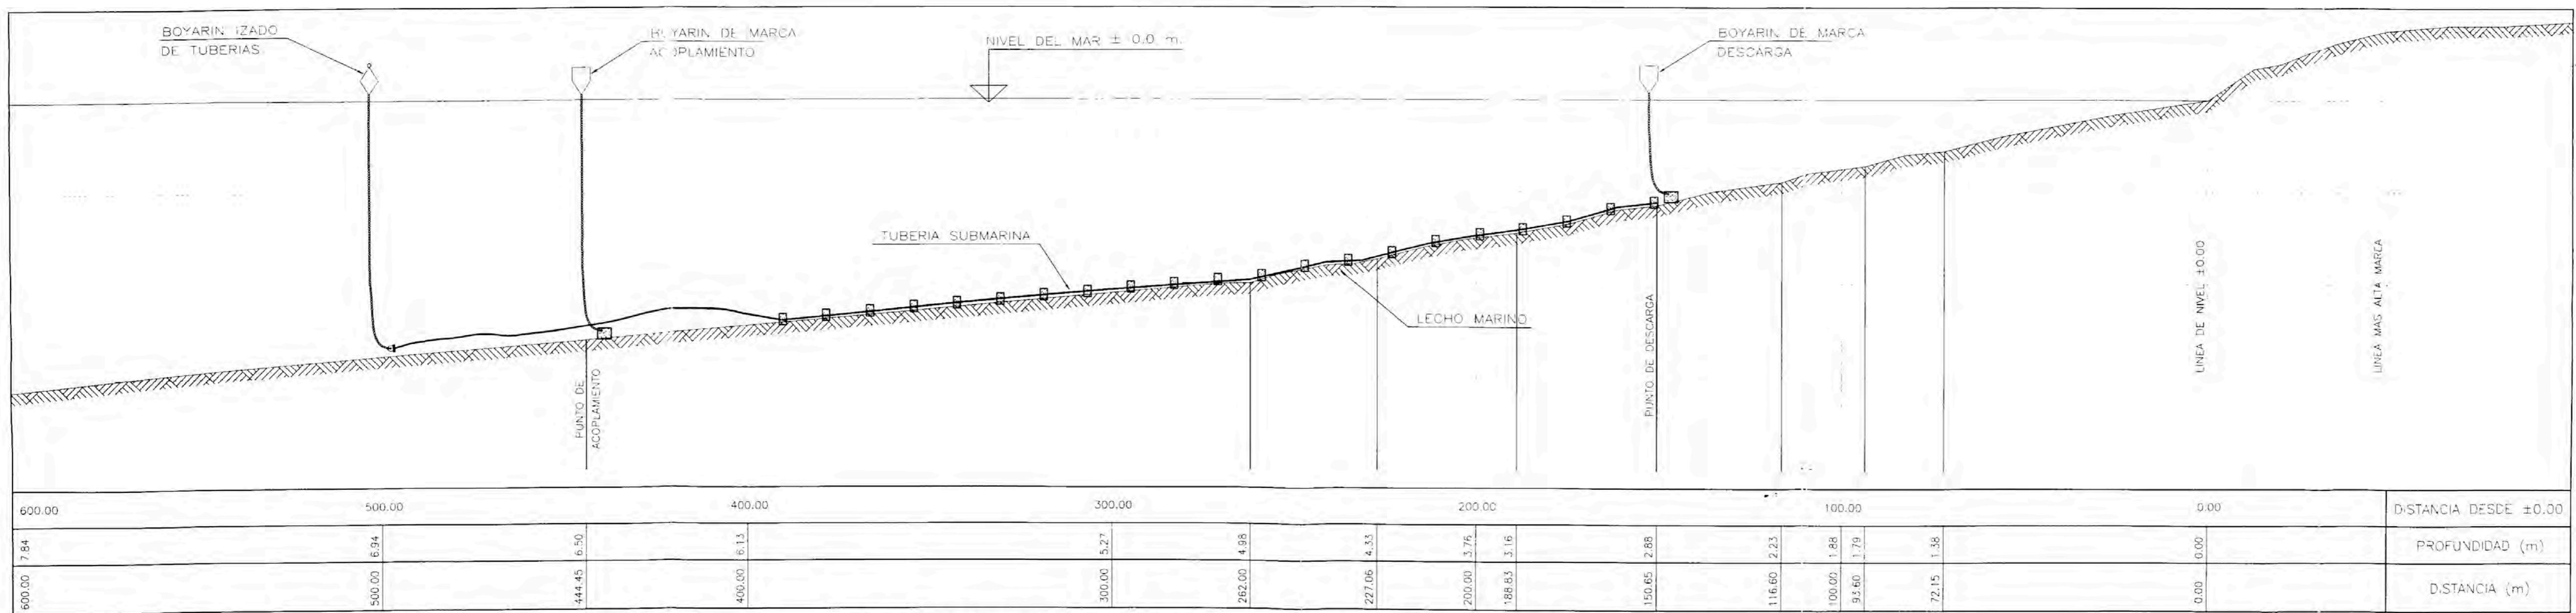 BOYARIN IZADO
DE TUBERIAS
BOYARIN DE MARCA
ACOPLAMIENTO
NIVEL DEL MAR ± 0.0 m.
BOYARIN DE MARCA
DESCARGA
TUBERIA SUBMARINA
LECHO MARINO
PUNTO DE
ACOPLAMIENTO
PUNTO DE DESCARGA
LINEA DE NIVEL ±0.00
LINEA MAS ALTA MAREA
600.00 500.00 400.00 300.00 200.00 100.00 0.00 DISTANCIA DESDE ±0.00
7.84 6.94 6.50 6.13 5.27 4.98 4.33 3.76 3.16 2.88 2.23 1.88 1.79 1.38 0.00 PROFUNDIDAD (m)
600.00 500.00 444.45 400.00 300.00 262.00 227.06 200.00 188.83 150.65 116.60 100.00 93.60 72.15 0.00 DISTANCIA (m)